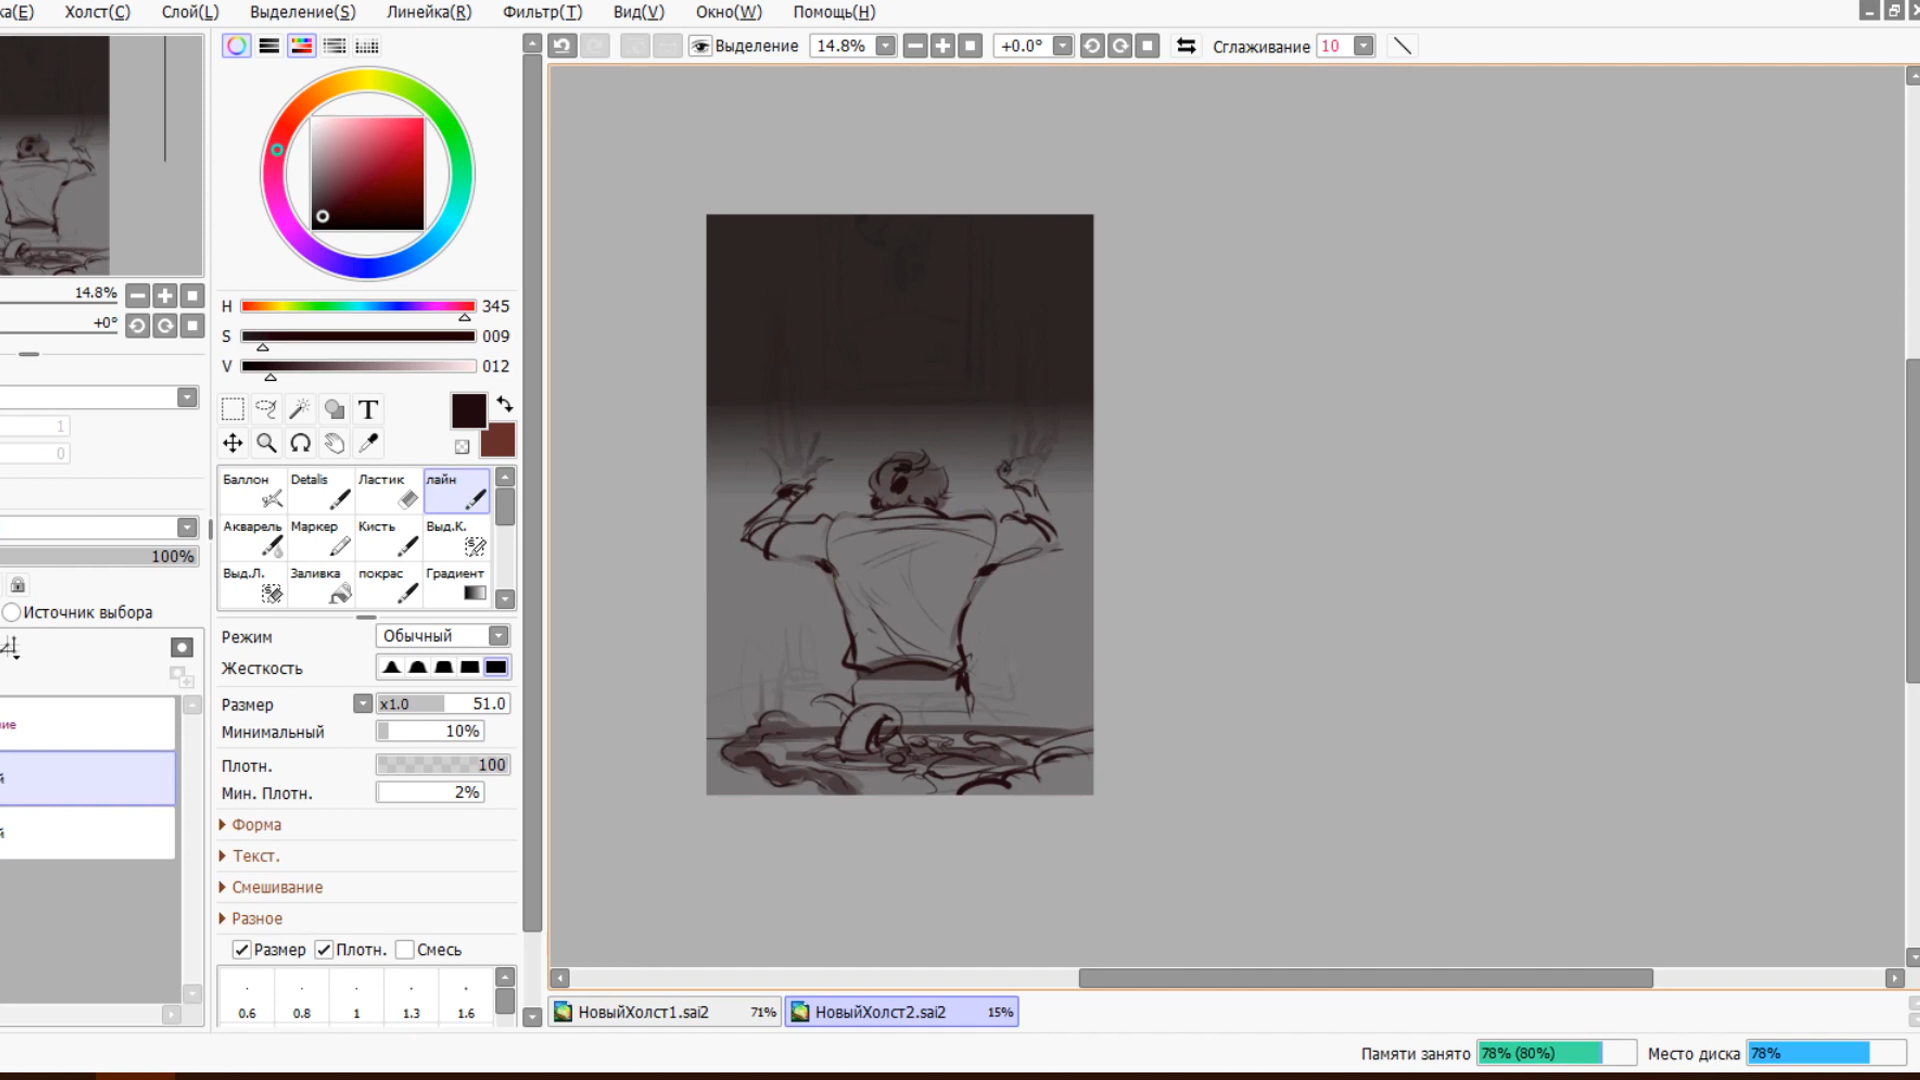 ка(E) Холст(C) Слой(L) Выделение(S) Линейка(R) Фильтр(T) Вид(V) Окно(W) Помощь(H)
Выделение 14.8% +0.0° Сглаживание 10
14.8%
+0°
H 345
S 009
V 012
T
1
0
100%
Источник выбора
ние
й
й
Баллон Detalis Ластик лайн
Акварель Маркер Кисть Выд.К.
Выд.Л. Заливка покрас Градиент
Режим Обычный
Жесткость
Размер x1.0 51.0
Минимальный 10%
Плотн. 100
Мин. Плотн. 2%
Форма
Текст.
Смешивание
Разное
Размер Плотн. Смесь
0.6 0.8 1 1.3 1.6
НовыйХолст1.sai2 71% НовыйХолст2.sai2 15%
Памяти занято 78% (80%) Место диска 78%